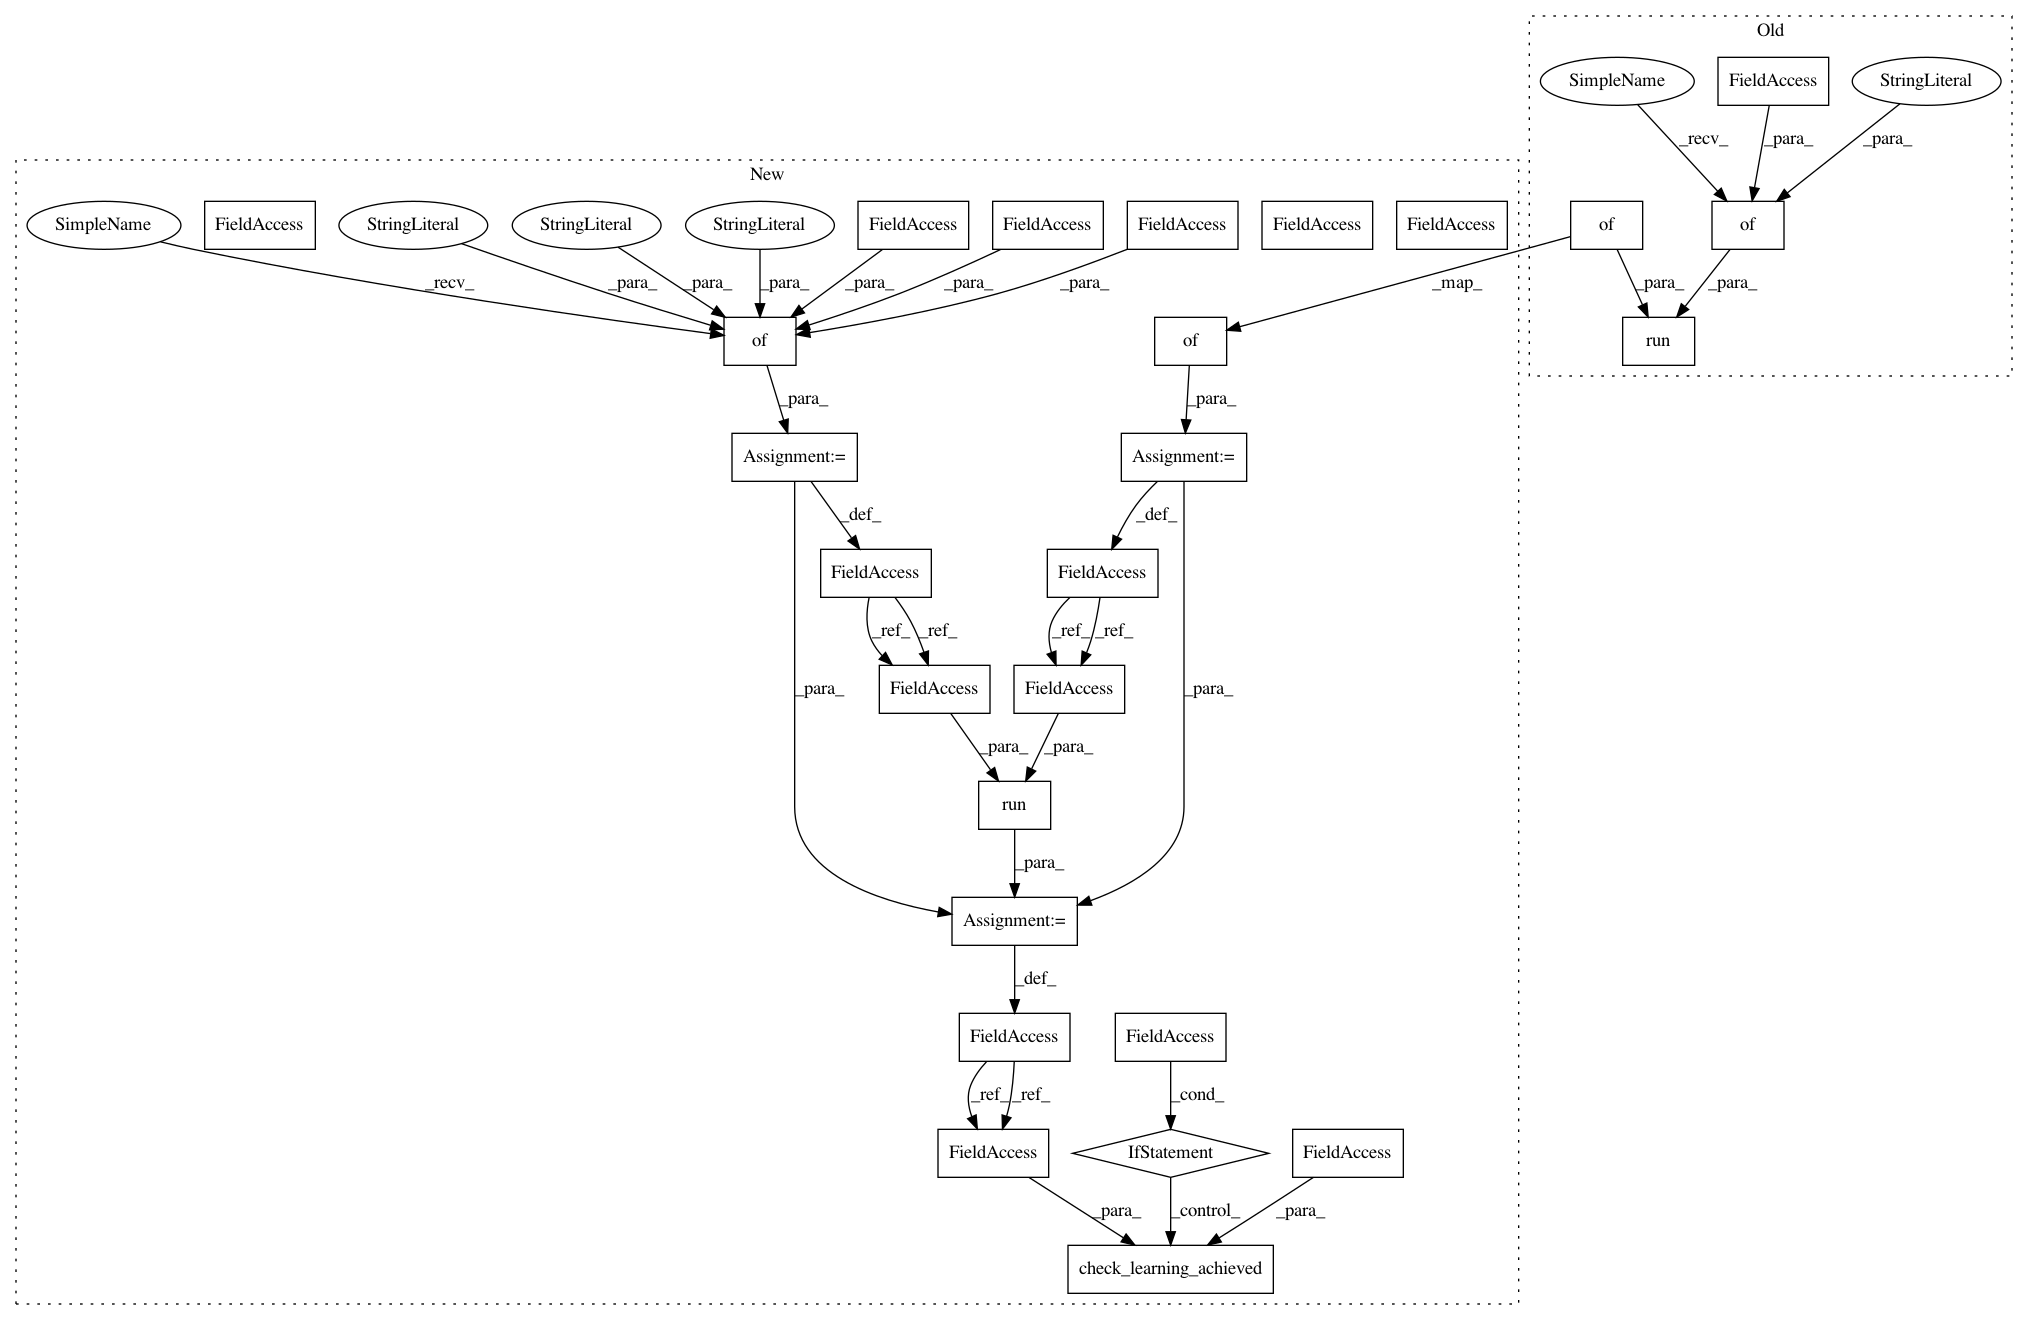 Old
SimpleName
FieldAccess
StringLiteral
_recv_
_para_
_para_
New
SimpleName
FieldAccess
StringLiteral
StringLiteral
StringLiteral
FieldAccess
FieldAccess
FieldAccess
FieldAccess
FieldAccess
of
of
_recv_
_para_
_para_
_para_
_para_
_para_
_para_
_map_
_para_
_para_
of
of
run
_para_
_para_
Assignment:=
Assignment:=
_def_
_def_
FieldAccess
FieldAccess
_ref_
_ref_
_ref_
_ref_
FieldAccess
FieldAccess
_para_
_para_
_para_
_para_
run
_para_
Assignment:=
_def_
FieldAccess
FieldAccess
_ref_
_ref_
_cond_
FieldAccess
IfStatement
FieldAccess
_para_
_control_
_para_
check_learning_achieved